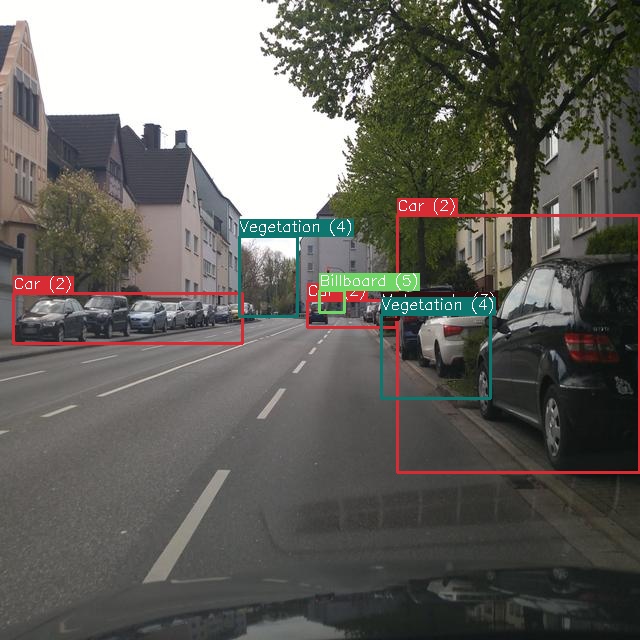 Car (2)
Vegetation (4)
Car (2)
Billboard (5)
Car (2)
Vegetation (4)